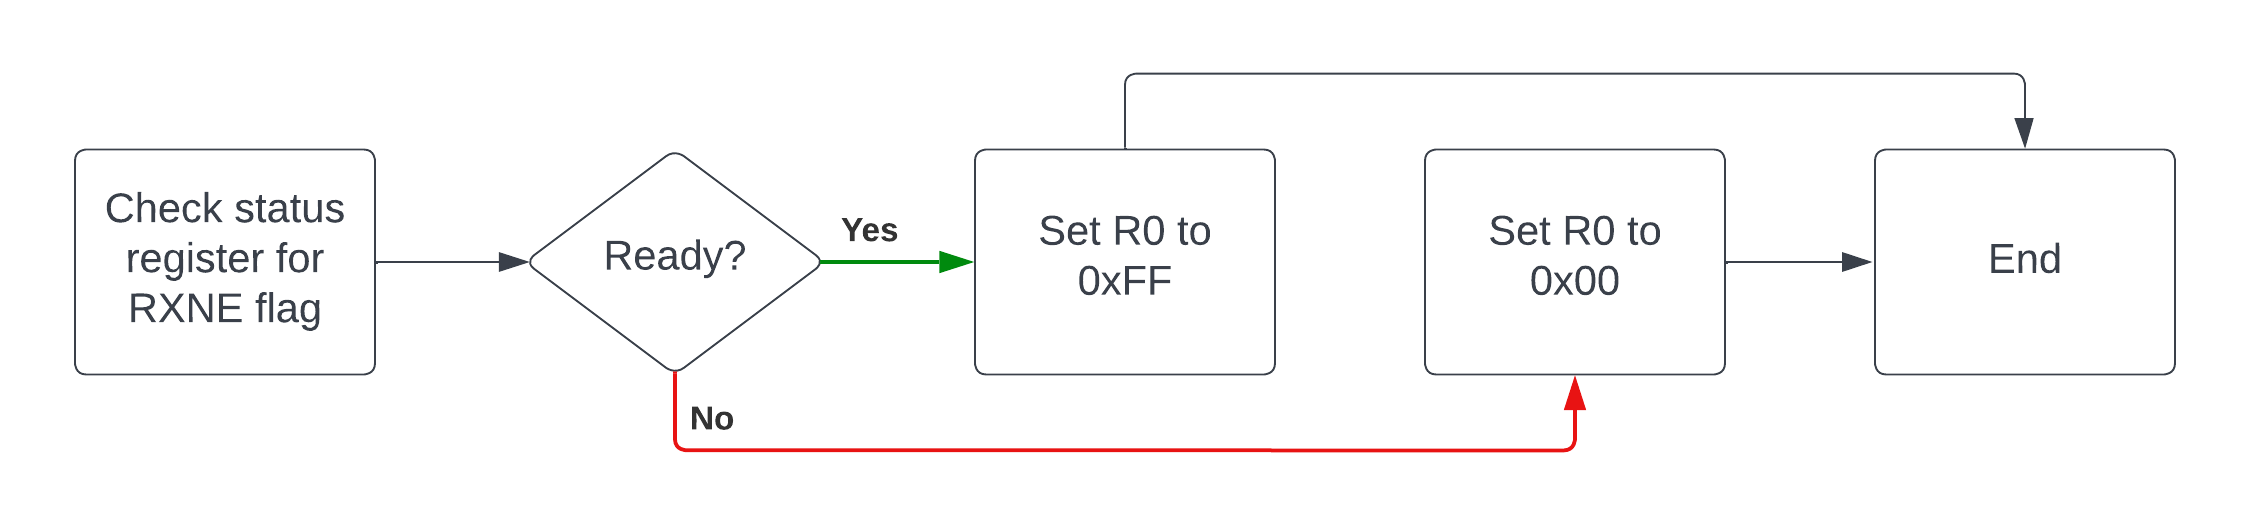 Check status
register for
RXNE flag
Ready?
Yes
No
Set R0 to
0xFF
Set R0 to
0x00
End